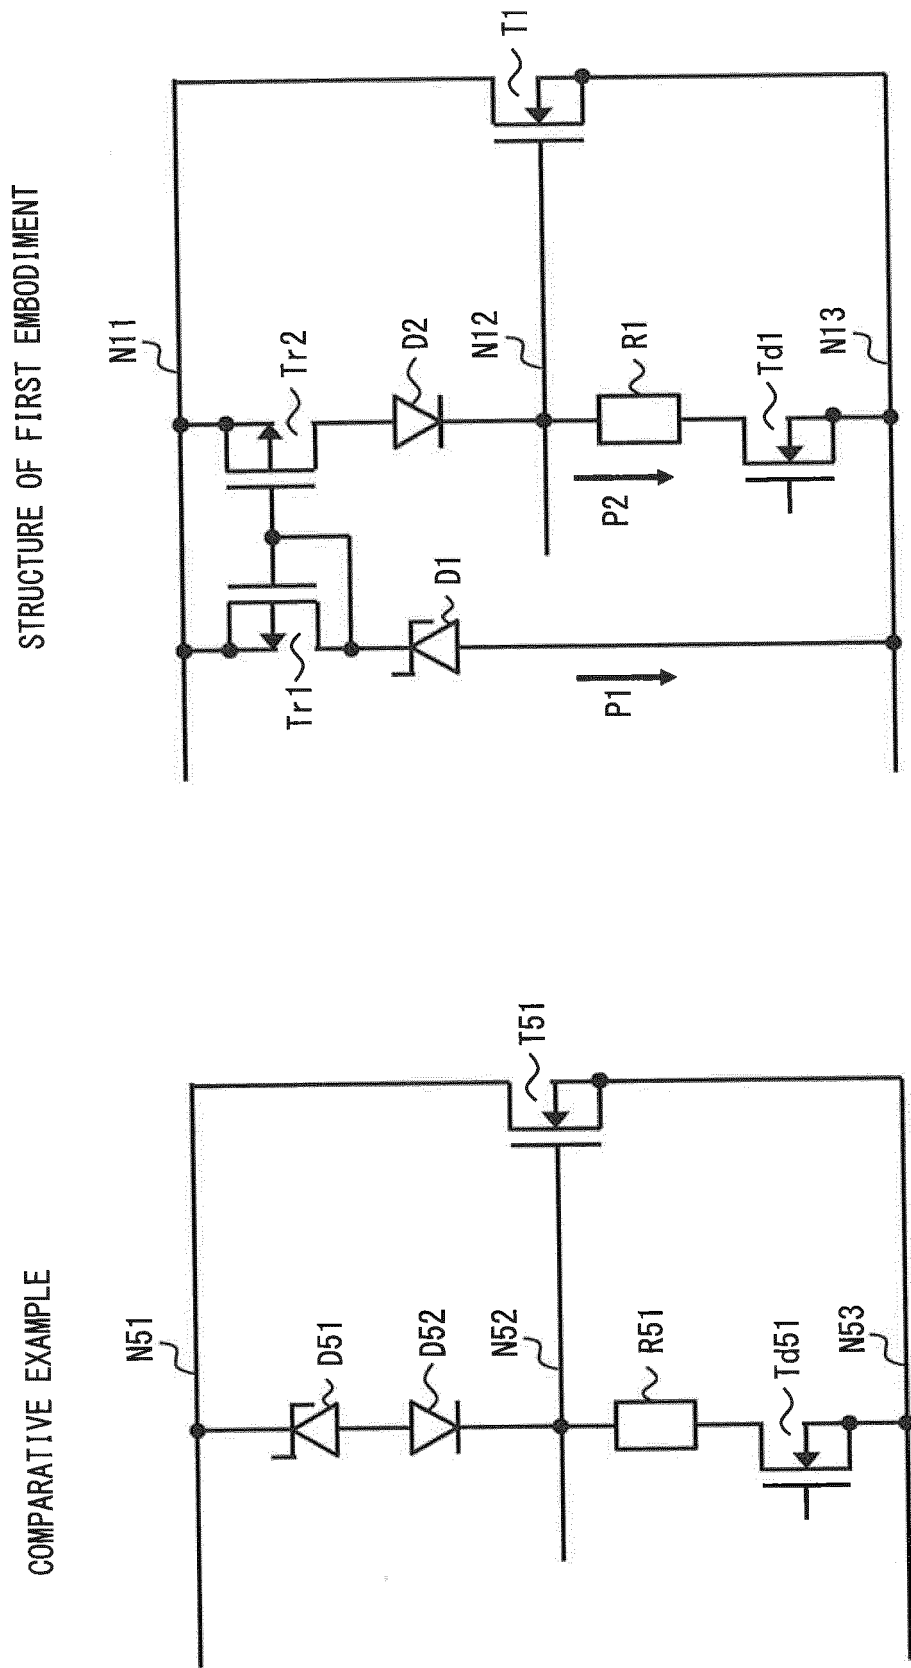 STRUCTURE OF FIRST EMBODIMENT
N11
Tr1
Tr2
D1
D2
N12
T1
P1
P2
R1
Td1
N13
COMPARATIVE EXAMPLE
N51
D51
D52
N52
T51
R51
Td51
N53